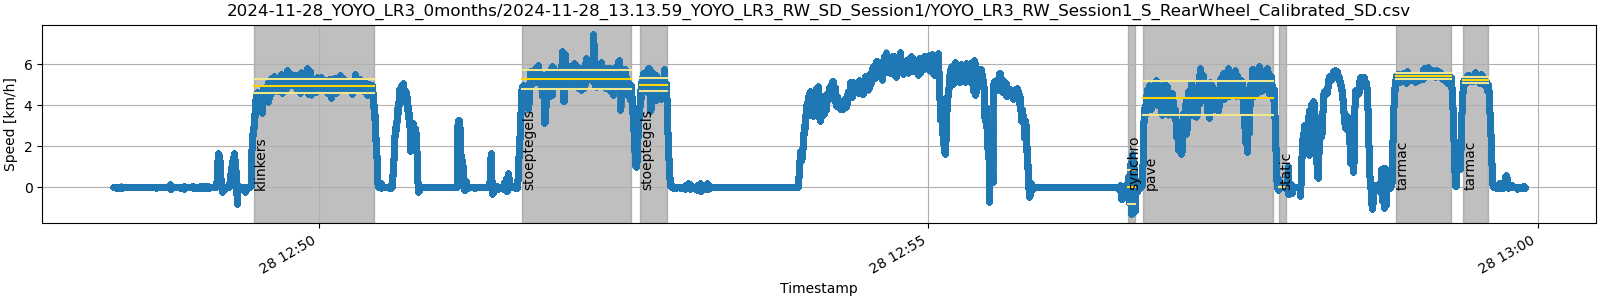 2024-11-28_YOYO_LR3_0months/2024-11-28_13.13.59_YOYO_LR3_RW_SD_Session1/YOYO_LR3_RW_Session1_S_RearWheel_Calibrated_SD.csv
Speed [km/h]
6
4
2
0
klinkers
stoeptegels
stoeptegels
synchro
pave
static
tarmac
tarmac
28 12:50
28 12:55
28 13:00
Timestamp